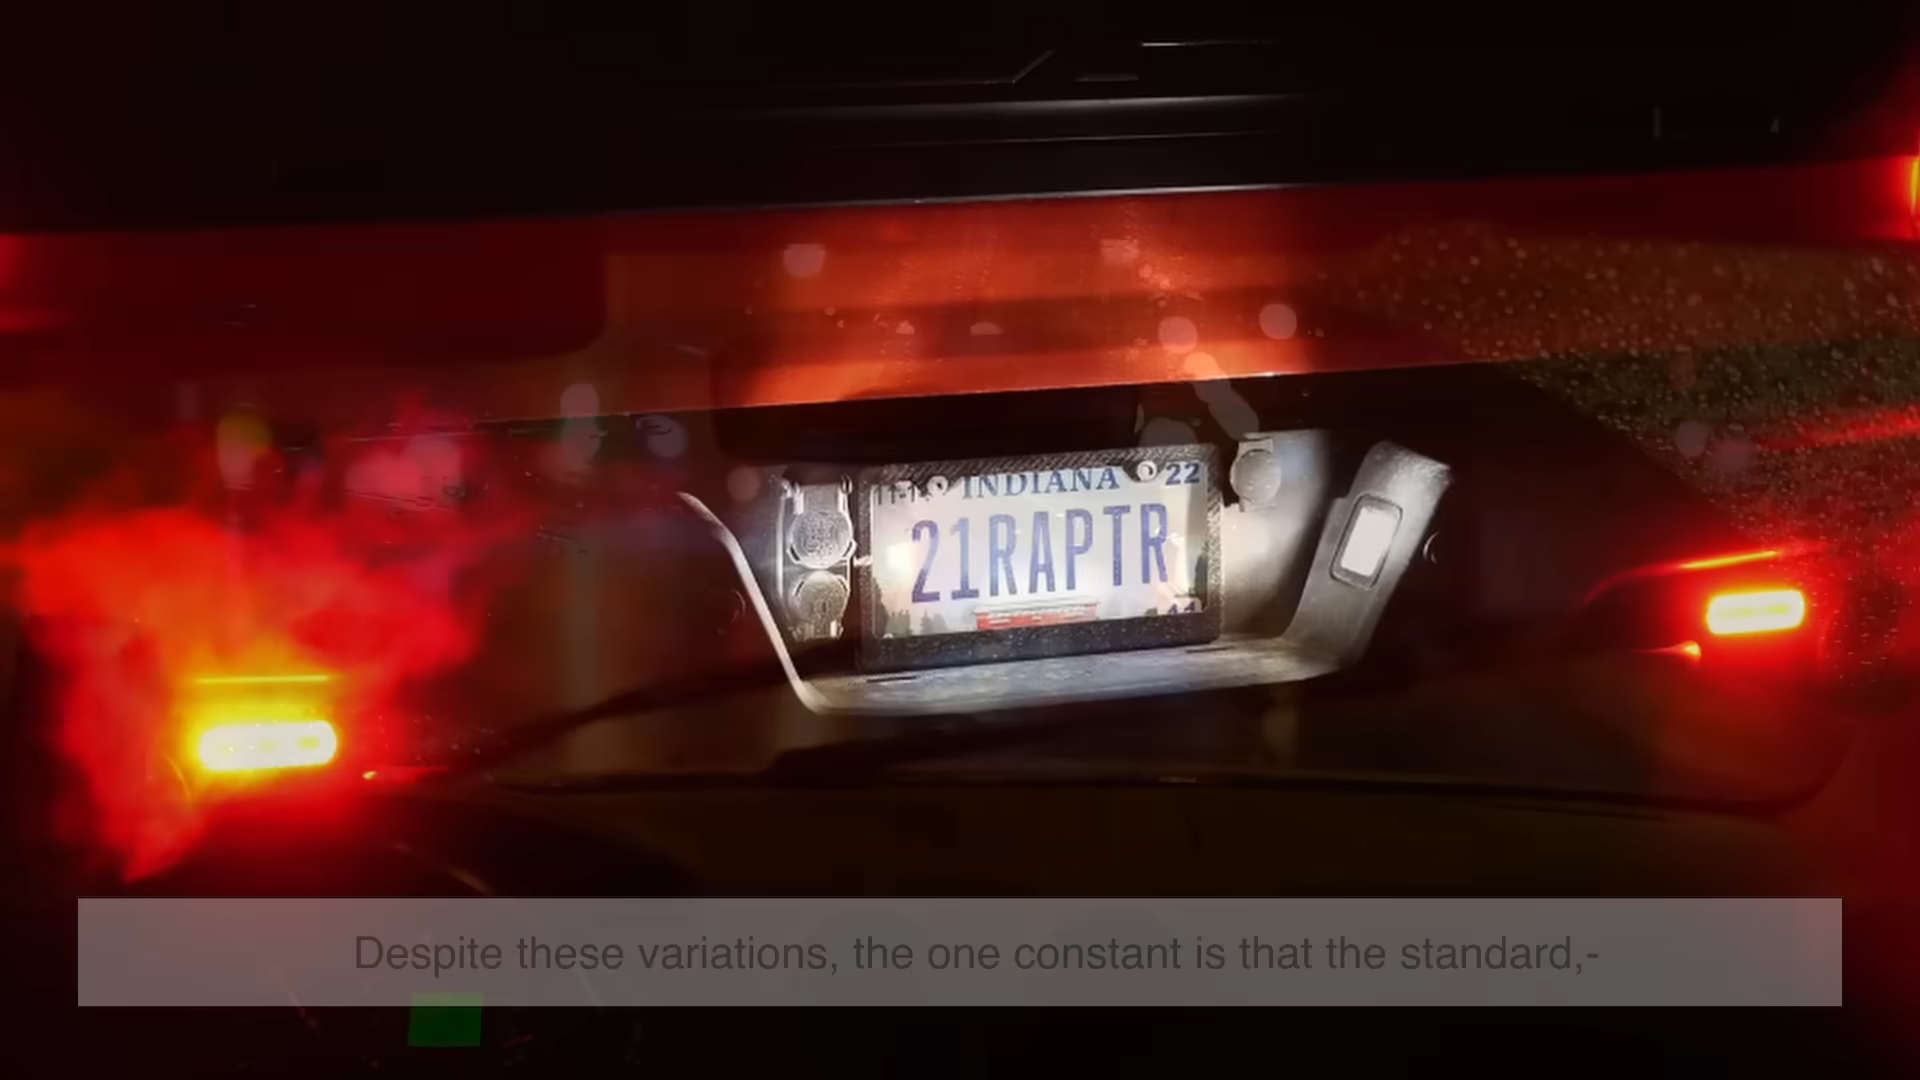 INDIANA 22
21RAPTR
Despite these variations, the one constant is that the standard,-